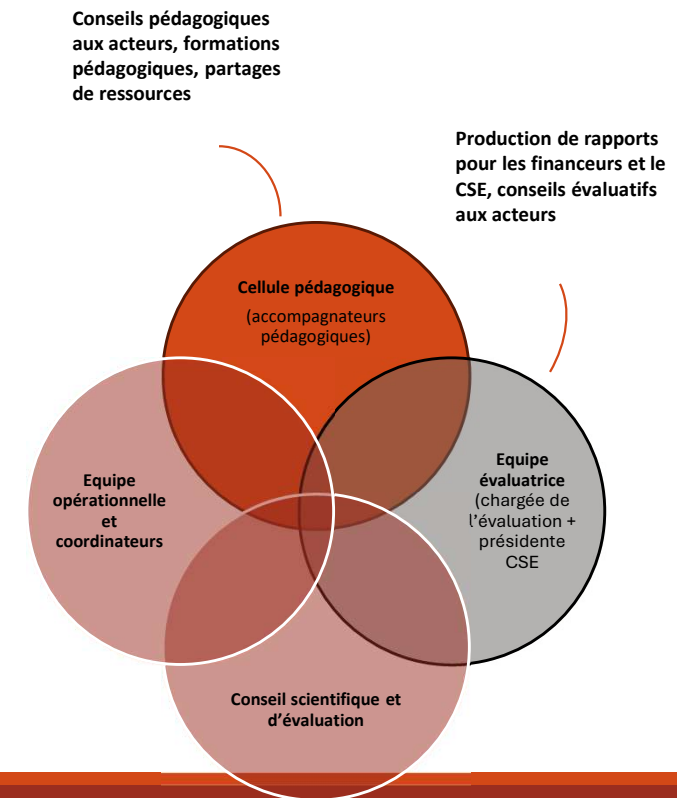 Conseils pédagogiques
aux acteurs, formations
pédagogiques, partages
de ressources
Production de rapports
pour les financeurs et le
CSE, conseils évaluatifs
aux acteurs
Cellule pédagogique
(accompagnateurs
pédagogiques)
Equipe
opérationnelle
et
coordinateurs
Equipe
évaluatrice
(chargée de
l’évaluation +
présidente
CSE
Conseil scientifique et
d’évaluation